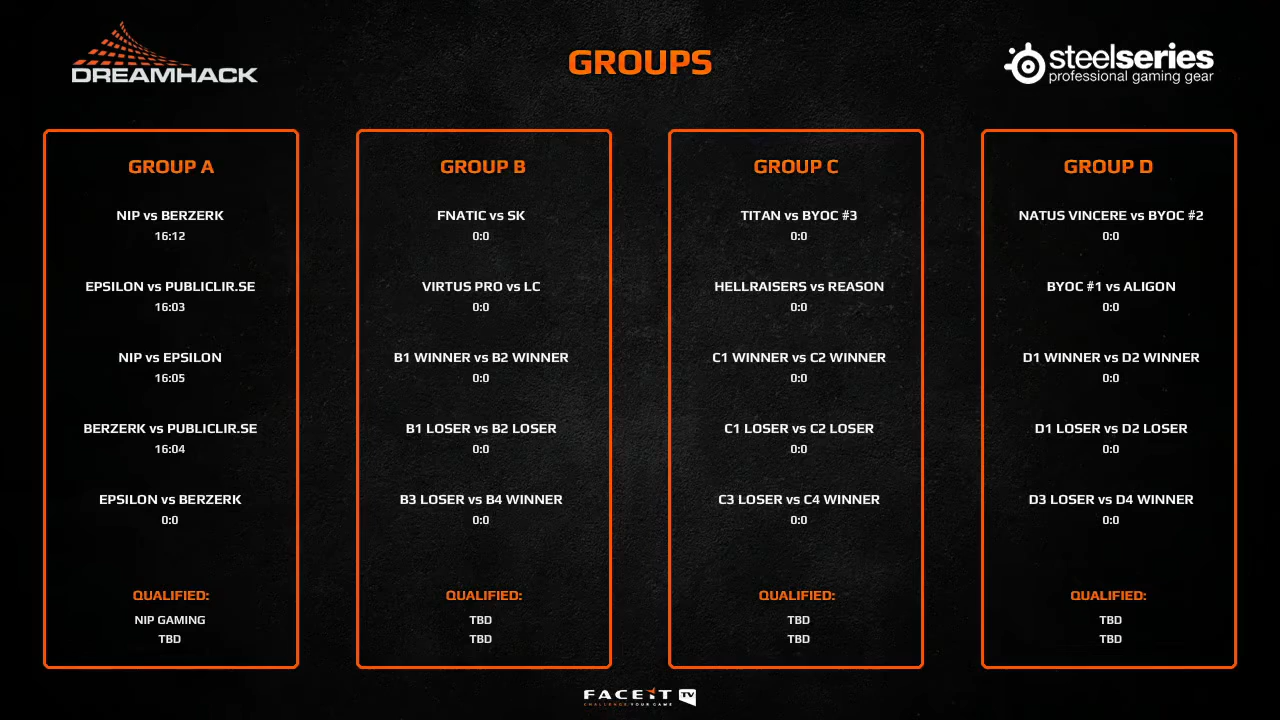 DREAMHACK
GROUPS
steelseries
professional gaming gear
GROUP A
NIP vs BERZERK
16:12
EPSILON vs PUBLICLIR.SE
16:03
NIP vs EPSILON
16:05
BERZERK vs PUBLICLIR.SE
16:04
EPSILON vs BERZERK
0:0
QUALIFIED:
NIP GAMING
TBD
GROUP B
FNATIC vs SK
0:0
VIRTUS PRO vs LC
0:0
B1 WINNER vs B2 WINNER
0:0
B1 LOSER vs B2 LOSER
0:0
B3 LOSER vs B4 WINNER
0:0
QUALIFIED:
TBD
TBD
GROUP C
TITAN vs BYOC #3
0:0
HELLRAISERS vs REASON
0:0
C1 WINNER vs C2 WINNER
0:0
C1 LOSER vs C2 LOSER
0:0
C3 LOSER vs C4 WINNER
0:0
QUALIFIED:
TBD
TBD
GROUP D
NATUS VINCERE vs BYOC #2
0:0
BYOC #1 vs ALIGON
0:0
D1 WINNER vs D2 WINNER
0:0
D1 LOSER vs D2 LOSER
0:0
D3 LOSER vs D4 WINNER
0:0
QUALIFIED:
TBD
TBD
FACEIT TV
CHALLENGE YOUR GAME